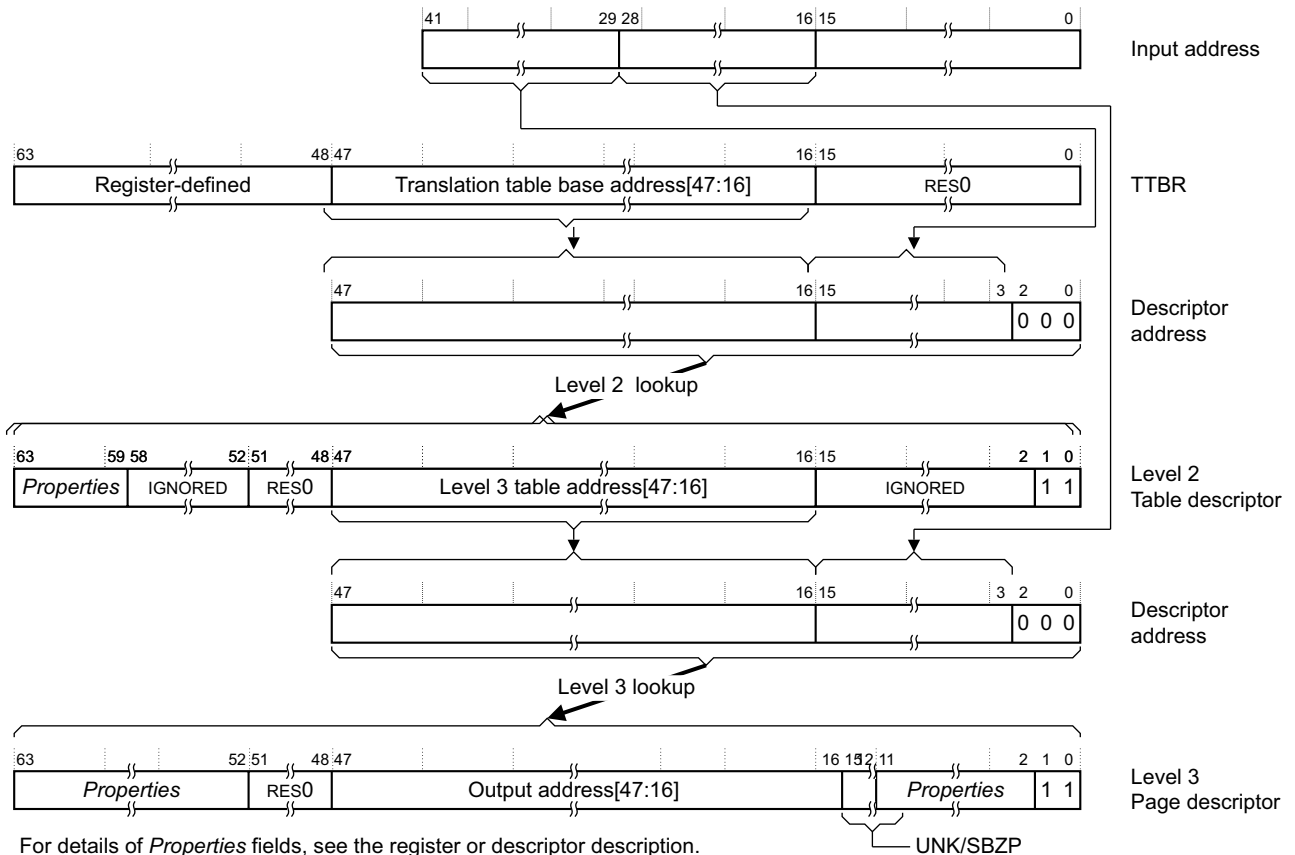 41 29 28 16 15 0
Input address
63 48 47 16 15 0
Register-defined Translation table base address[47:16] RES0
TTBR
47 16 15 3 2 0
0 0 0
Descriptor
address
Level 2 lookup
63 59 58 52 51 48 47 16 15 2 1 0
Properties IGNORED RES0 Level 3 table address[47:16] IGNORED 1 1
Level 2
Table descriptor
47 16 15 3 2 0
0 0 0
Descriptor
address
Level 3 lookup
63 52 51 48 47 16 15 12 11 2 1 0
Properties RES0 Output address[47:16] Properties 1 1
Level 3
Page descriptor
For details of Properties fields, see the register or descriptor description.
UNK/SBZP